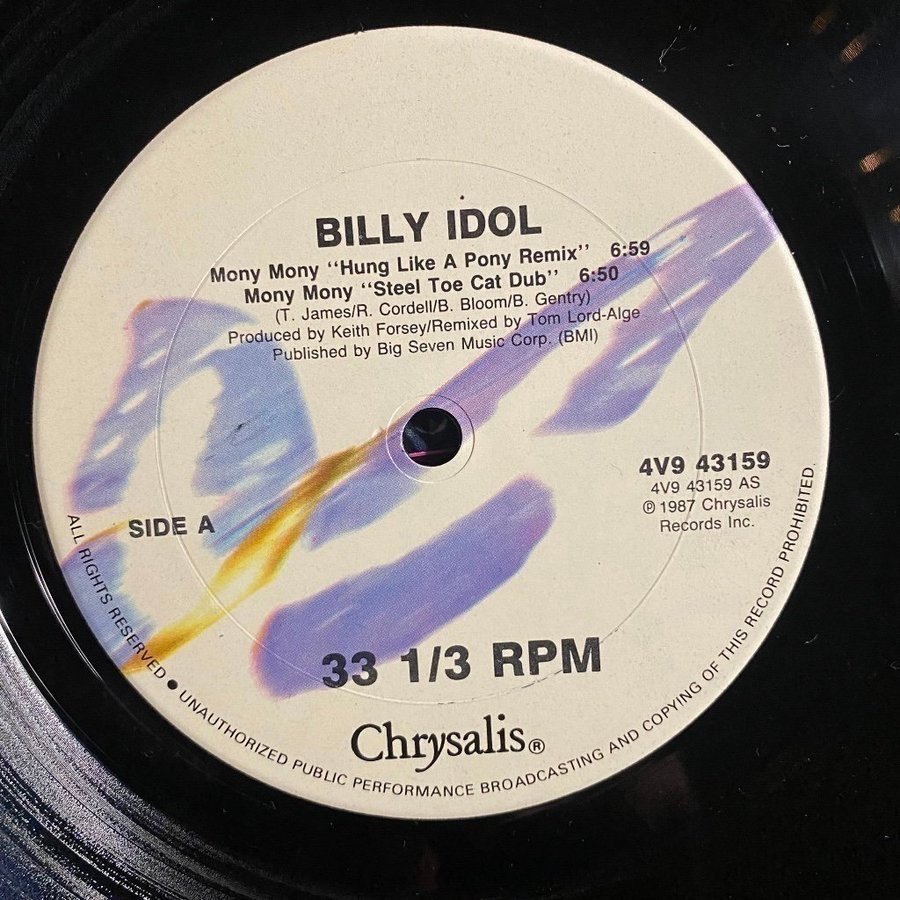 BILLY IDOL
Mony Mony "Hung Like A Pony Remix" 6:59
Mony Mony "Steel Toe Cat Dub" 6:50
(T. James/R. Cordell/B. Bloom/B. Gentry)
Produced by Keith Forsey/Remixed by Tom Lord-Alge
Published by Big Seven Music Corp. (BMI)
4V9 43159
4V9 43159 AS
℗ 1987 Chrysalis
Records Inc.
SIDE A
33 1/3 RPM
Chrysalis®
ALL RIGHTS RESERVED • UNAUTHORIZED PUBLIC PERFORMANCE BROADCASTING AND COPYING OF THIS RECORD PROHIBITED.